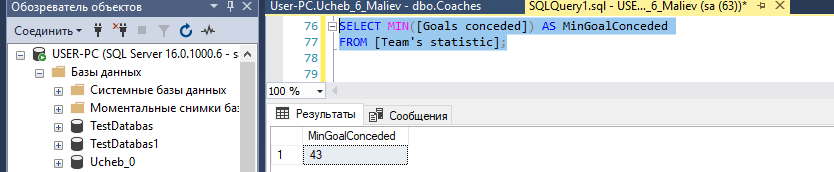 Обозреватель объектов
Соединить
USER-PC (SQL Server 16.0.1000.6 - s
Базы данных
Системные базы данных
Моментальные снимки баз
TestDatabas
TestDatabas1
Ucheb_0
User-PC.Ucheb_6_Maliev - dbo.Coaches
SQLQuery1.sql - USE..._6_Maliev (sa (63))*
76 SELECT MIN([Goals conceded]) AS MinGoalConceded
77 FROM [Team's statistic];
78
79
100 %
Результаты Сообщения
MinGoalConceded
1 43